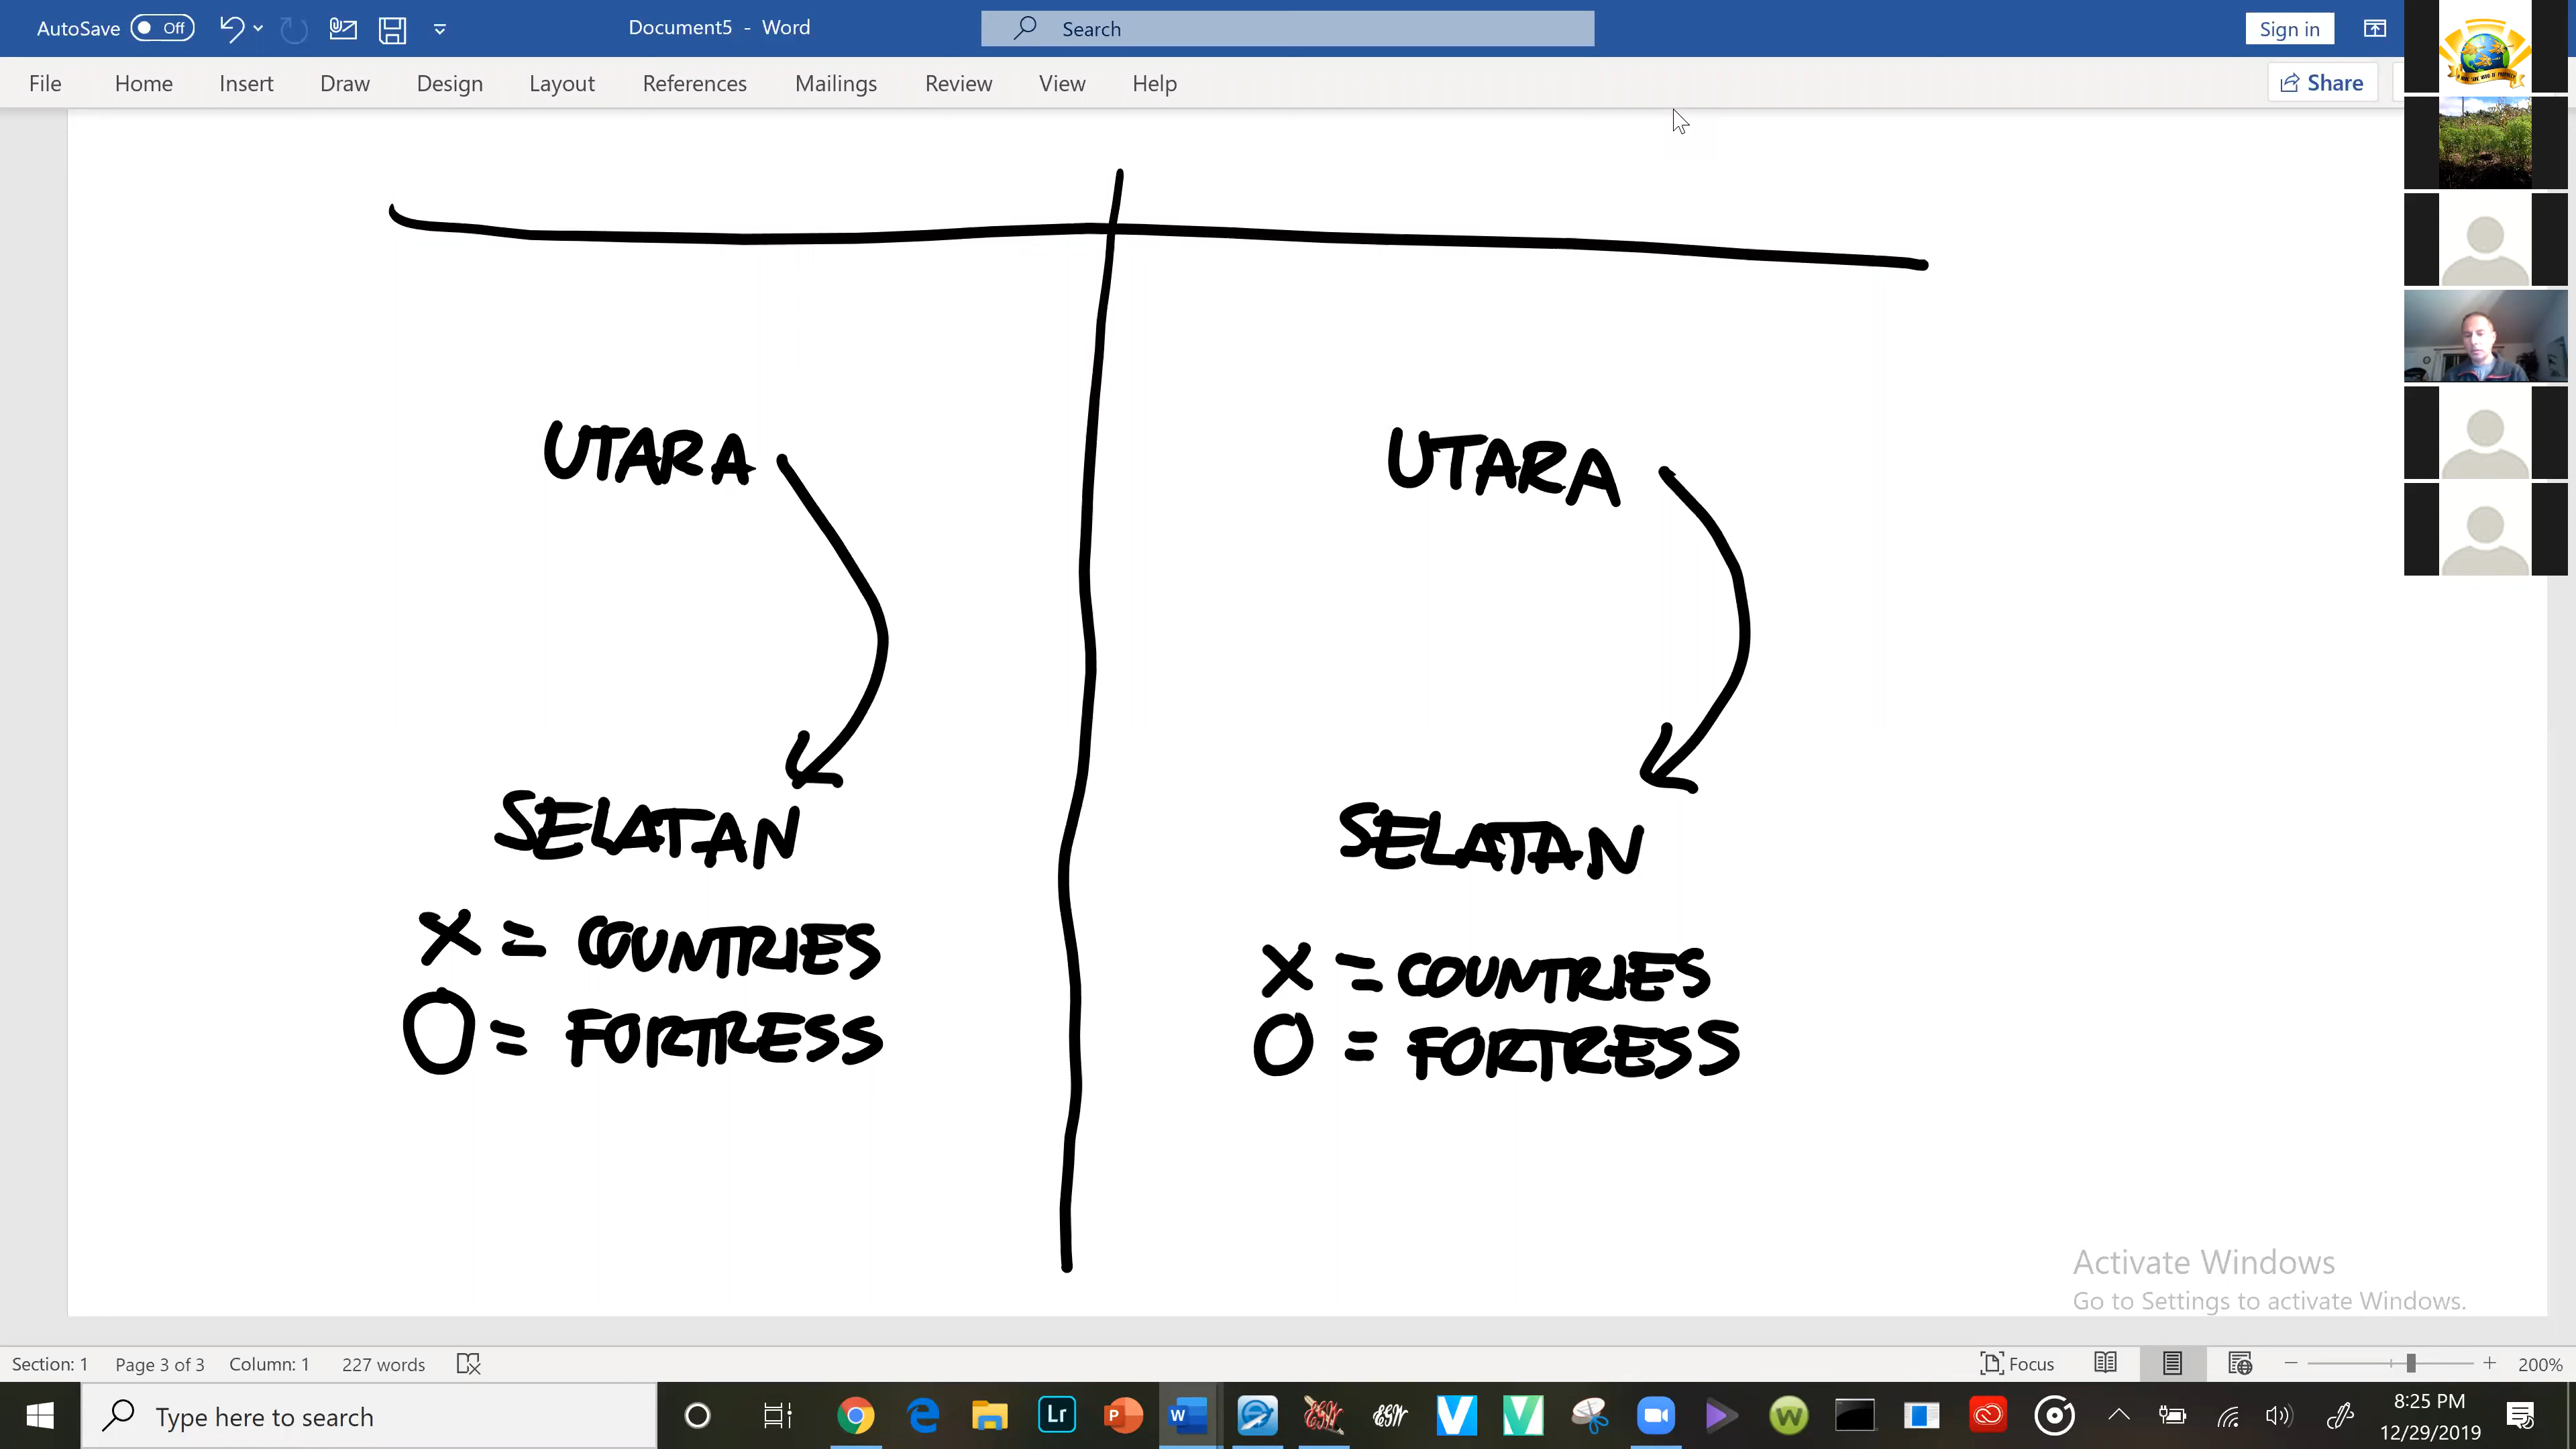 AutoSave Off Document5 - Word Search Sign in
File Home Insert Draw Design Layout References Mailings Review View Help Share
UTARA UTARA
SELATAN SELATAN
X = COUNTRIES X = COUNTRIES
O = FORTRESS O = FORTRESS
Activate Windows
Go to Settings to activate Windows.
Section: 1 Page 3 of 3 Column: 1 227 words Focus 200%
Type here to search Lr P W EGW EGW V V W 8:25 PM
12/29/2019